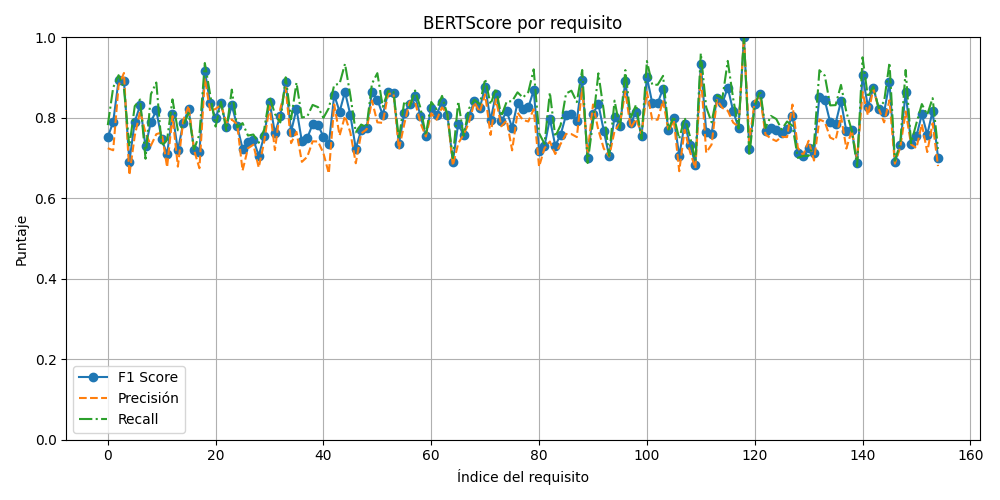 BERTScore por requisito
Puntaje
1.0
0.8
0.6
0.4
0.2
0.0
F1 Score
Precisión
Recall
0 20 40 60 80 100 120 140 160
Índice del requisito